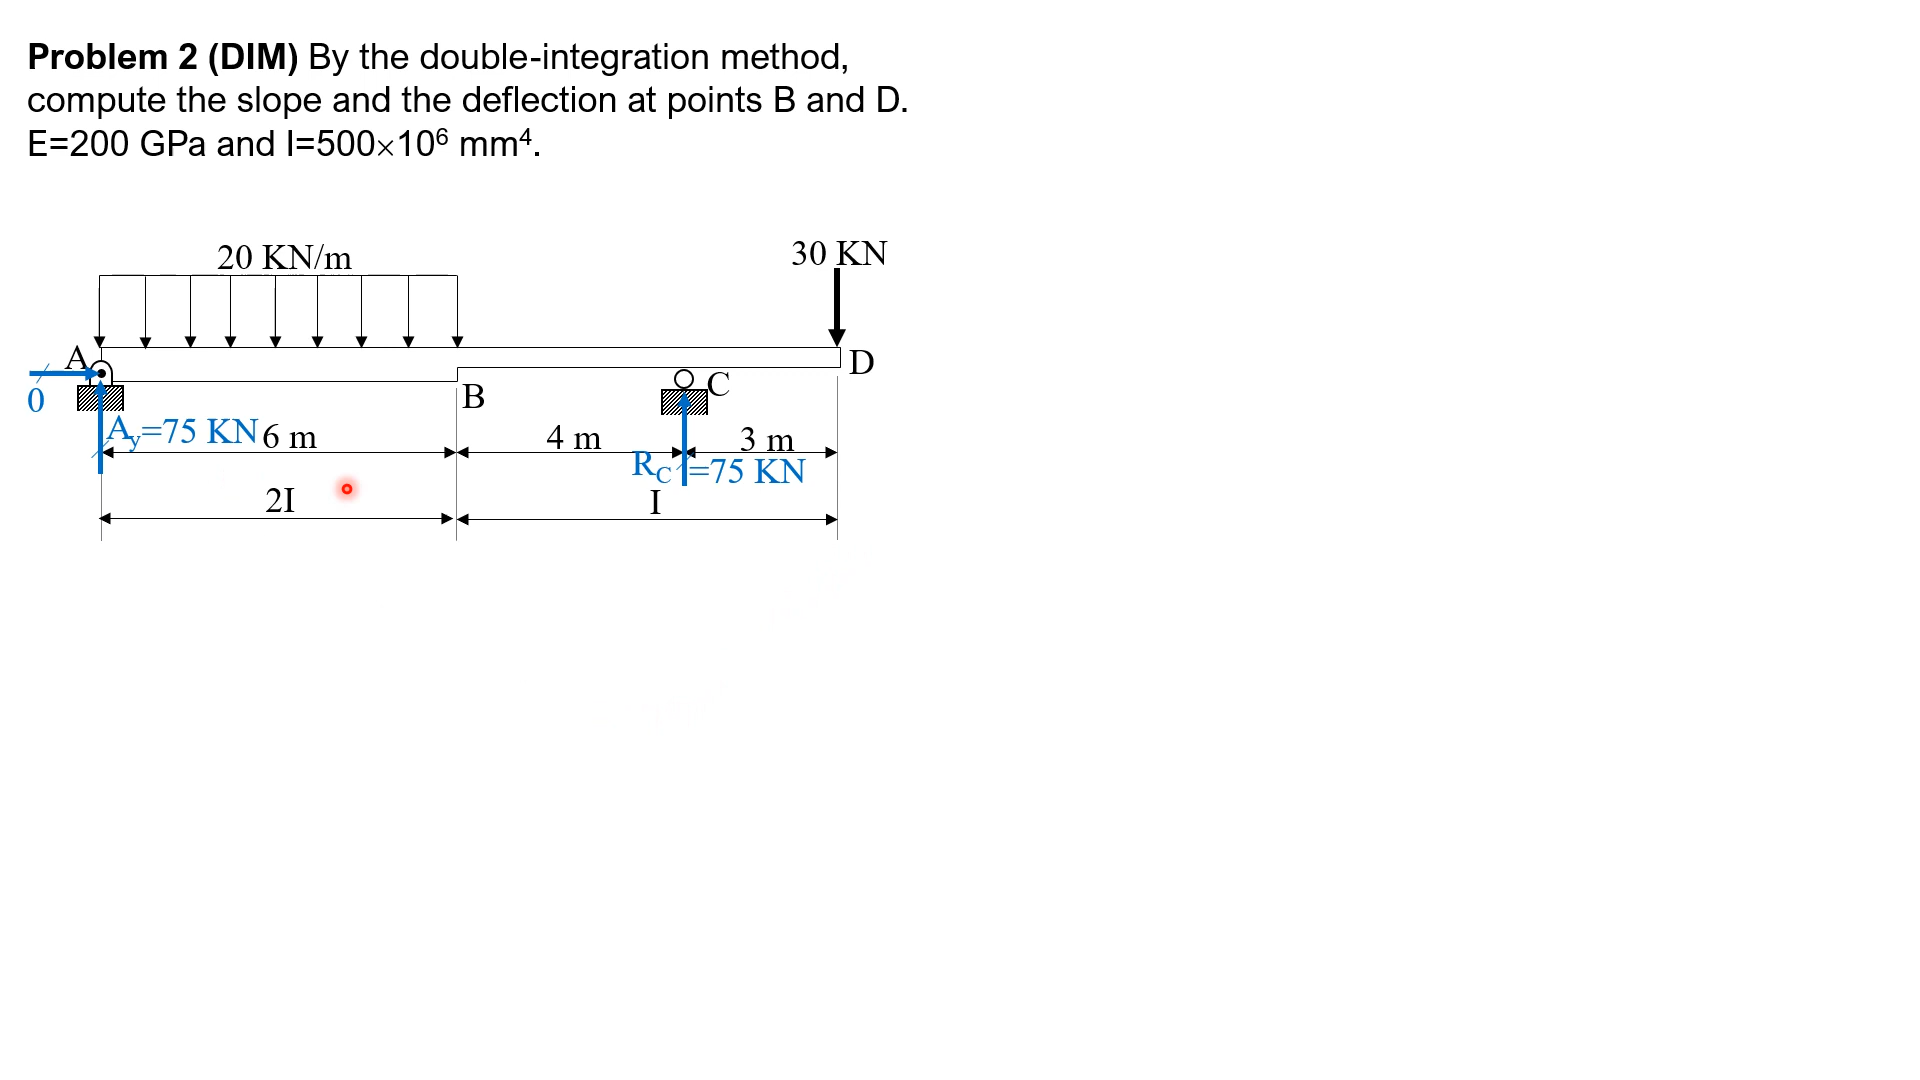 Problem 2 (DIM) By the double-integration method,
compute the slope and the deflection at points B and D.
E=200 GPa and I=500×10⁶ mm⁴.
20 KN/m
30 KN
A
D
0
B
C
Ay=75 KN
6 m
4 m
3 m
RC=75 KN
2I
I